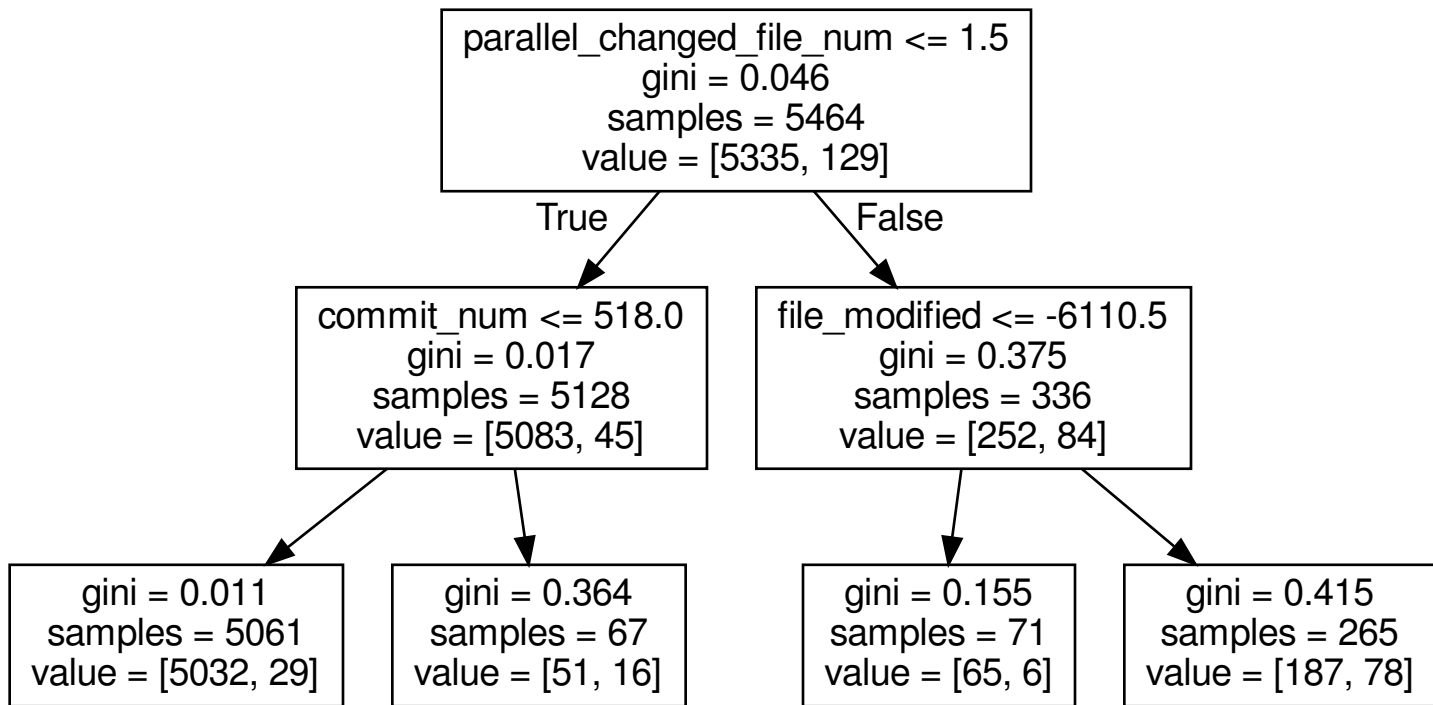 parallel_changed_file_num <= 1.5
gini = 0.046
samples = 5464
value = [5335, 129]
True
False
commit_num <= 518.0
gini = 0.017
samples = 5128
value = [5083, 45]
file_modified <= -6110.5
gini = 0.375
samples = 336
value = [252, 84]
gini = 0.011
samples = 5061
value = [5032, 29]
gini = 0.364
samples = 67
value = [51, 16]
gini = 0.155
samples = 71
value = [65, 6]
gini = 0.415
samples = 265
value = [187, 78]